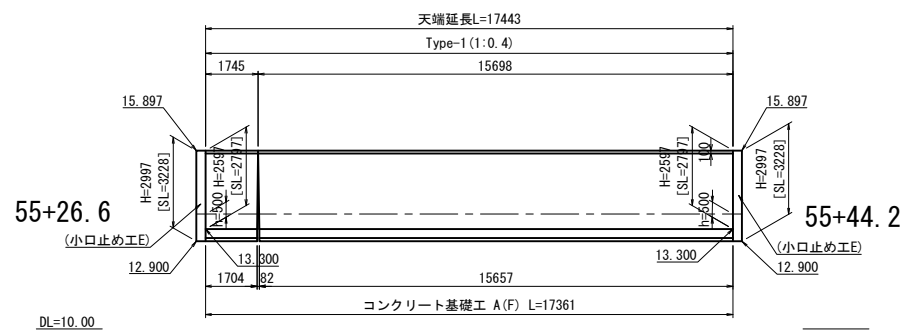 天端延長L=17443
Type-1(1:0.4)
1745
15698
15.897
15.897
H=2997
[SL=3228]
H=2597
[SL=2797]
h=500
H=2597
[SL=2797]
100
h=500
H=2997
[SL=3228]
55+26.6
55+44.2
(小口止め工E)
(小口止め工E)
12.900
13.300
13.300
12.900
1704
82
15657
コンクリート基礎工 A(F) L=17361
DL=10.00